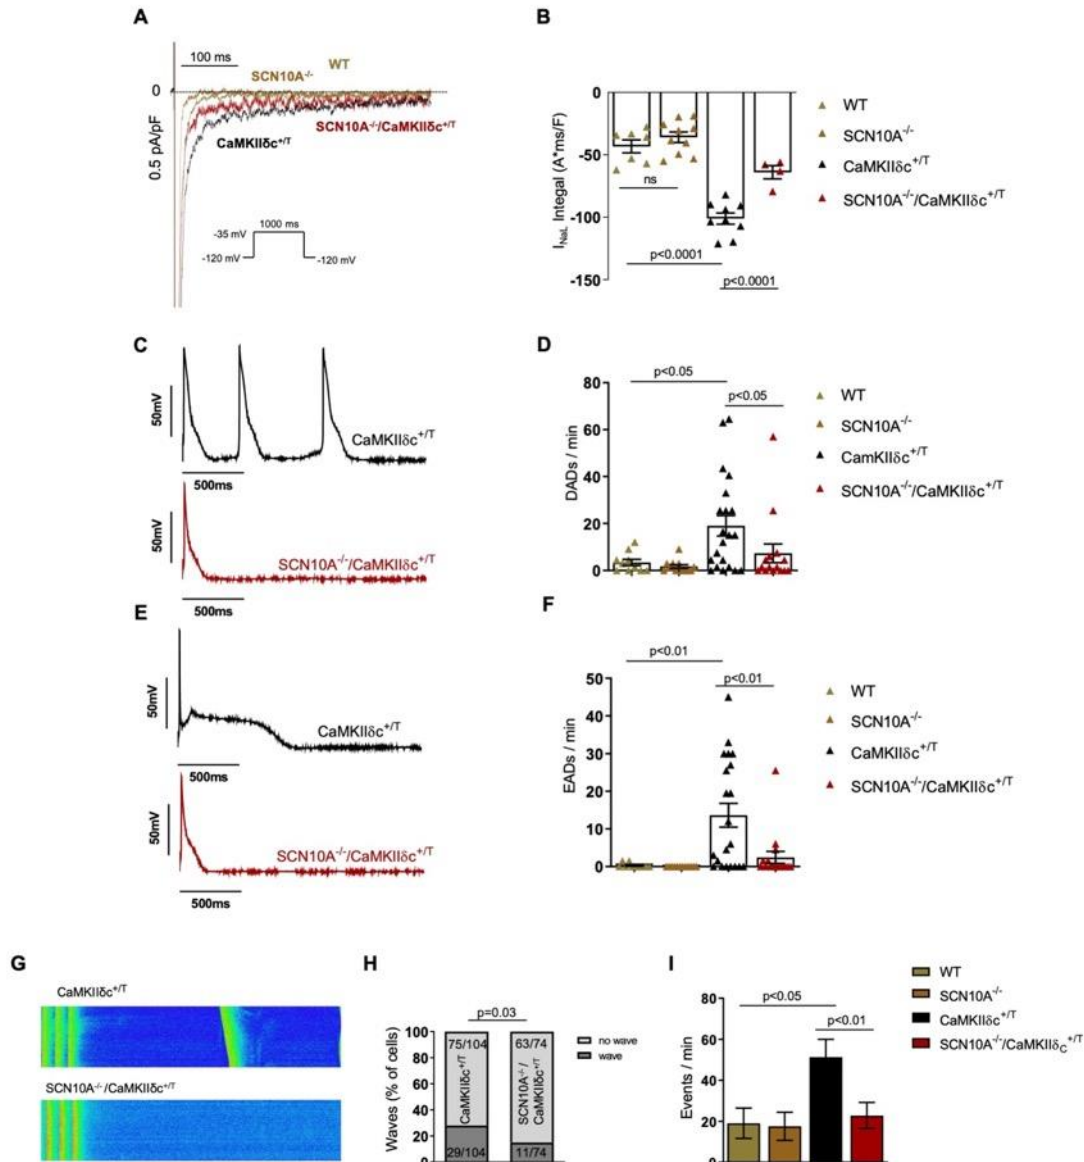 A
100 ms
WT
SCN10A-/-
0
0.5 pA/pF
SCN10A-/-/CaMKIIδc+/T
CaMKIIδc+/T
1000 ms
-35 mV
-120 mV
-120 mV
B
0
-50
-100
-150
INaL Integal (A*ms/F)
ns
p<0.0001
p<0.0001
WT
SCN10A-/-
CaMKIIδc+/T
SCN10A-/-/CaMKIIδc+/T
C
50mV
CaMKIIδc+/T
500ms
50mV
SCN10A-/-/CaMKIIδc+/T
500ms
D
80
60
40
20
0
DADs / min
p<0.05
p<0.05
WT
SCN10A-/-
CamKIIδc+/T
SCN10A-/-/CaMKIIδc+/T
E
50mV
CaMKIIδc+/T
500ms
50mV
SCN10A-/-/CaMKIIδc+/T
500ms
F
50
40
30
20
10
0
EADs / min
p<0.01
p<0.01
WT
SCN10A-/-
CaMKIIδc+/T
SCN10A-/-/CaMKIIδc+/T
G
CaMKIIδc+/T
SCN10A-/-/CaMKIIδc+/T
H
p=0.03
100
80
60
40
20
0
Waves (% of cells)
75/104
CaMKIIδc+/T
29/104
63/74
SCN10A-/-/
CaMKIIδc+/T
11/74
no wave
wave
I
80
60
40
20
0
Events / min
p<0.05
p<0.01
WT
SCN10A-/-
CaMKIIδc+/T
SCN10A-/-/CaMKIIδC+/T